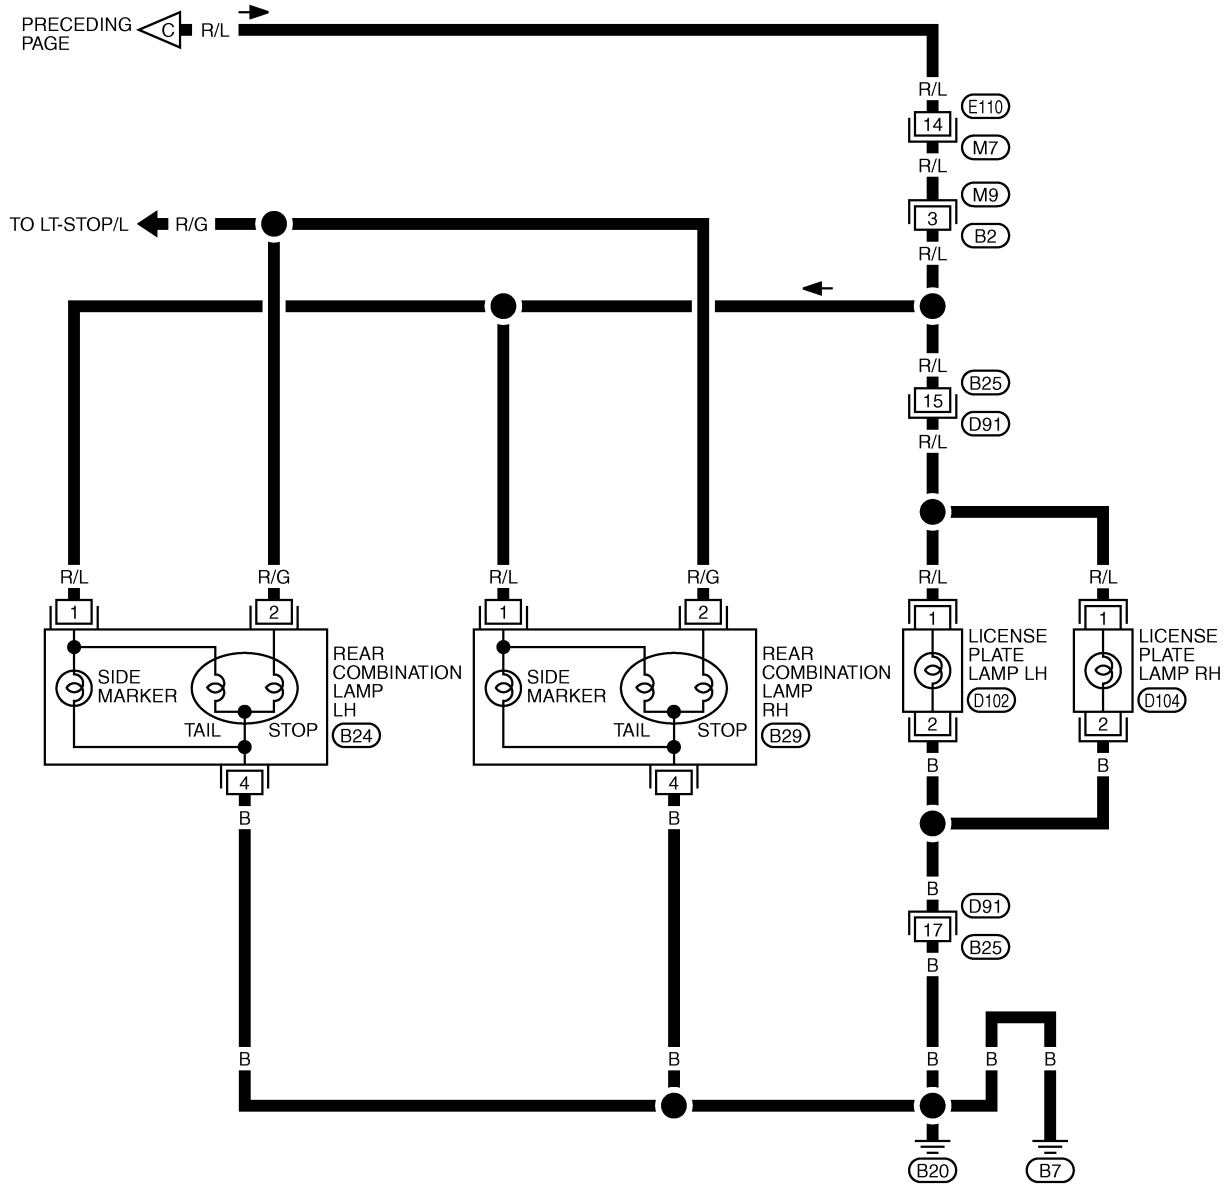 PRECEDING
PAGE
C
R/L
R/L
14
E110
M7
R/L
M9
3
B2
R/L
TO LT-STOP/L
R/G
R/L
B25
15
D91
R/L
R/L
R/G
R/L
R/G
R/L
R/L
1
2
1
2
1
1
SIDE
MARKER
TAIL
STOP
REAR
COMBINATION
LAMP
LH
B24
SIDE
MARKER
TAIL
STOP
REAR
COMBINATION
LAMP
RH
B29
LICENSE
PLATE
LAMP LH
D102
LICENSE
PLATE
LAMP RH
D104
2
2
4
4
B
B
B
B
B
D91
17
B25
B
B
B
B
B
B
B20
B7